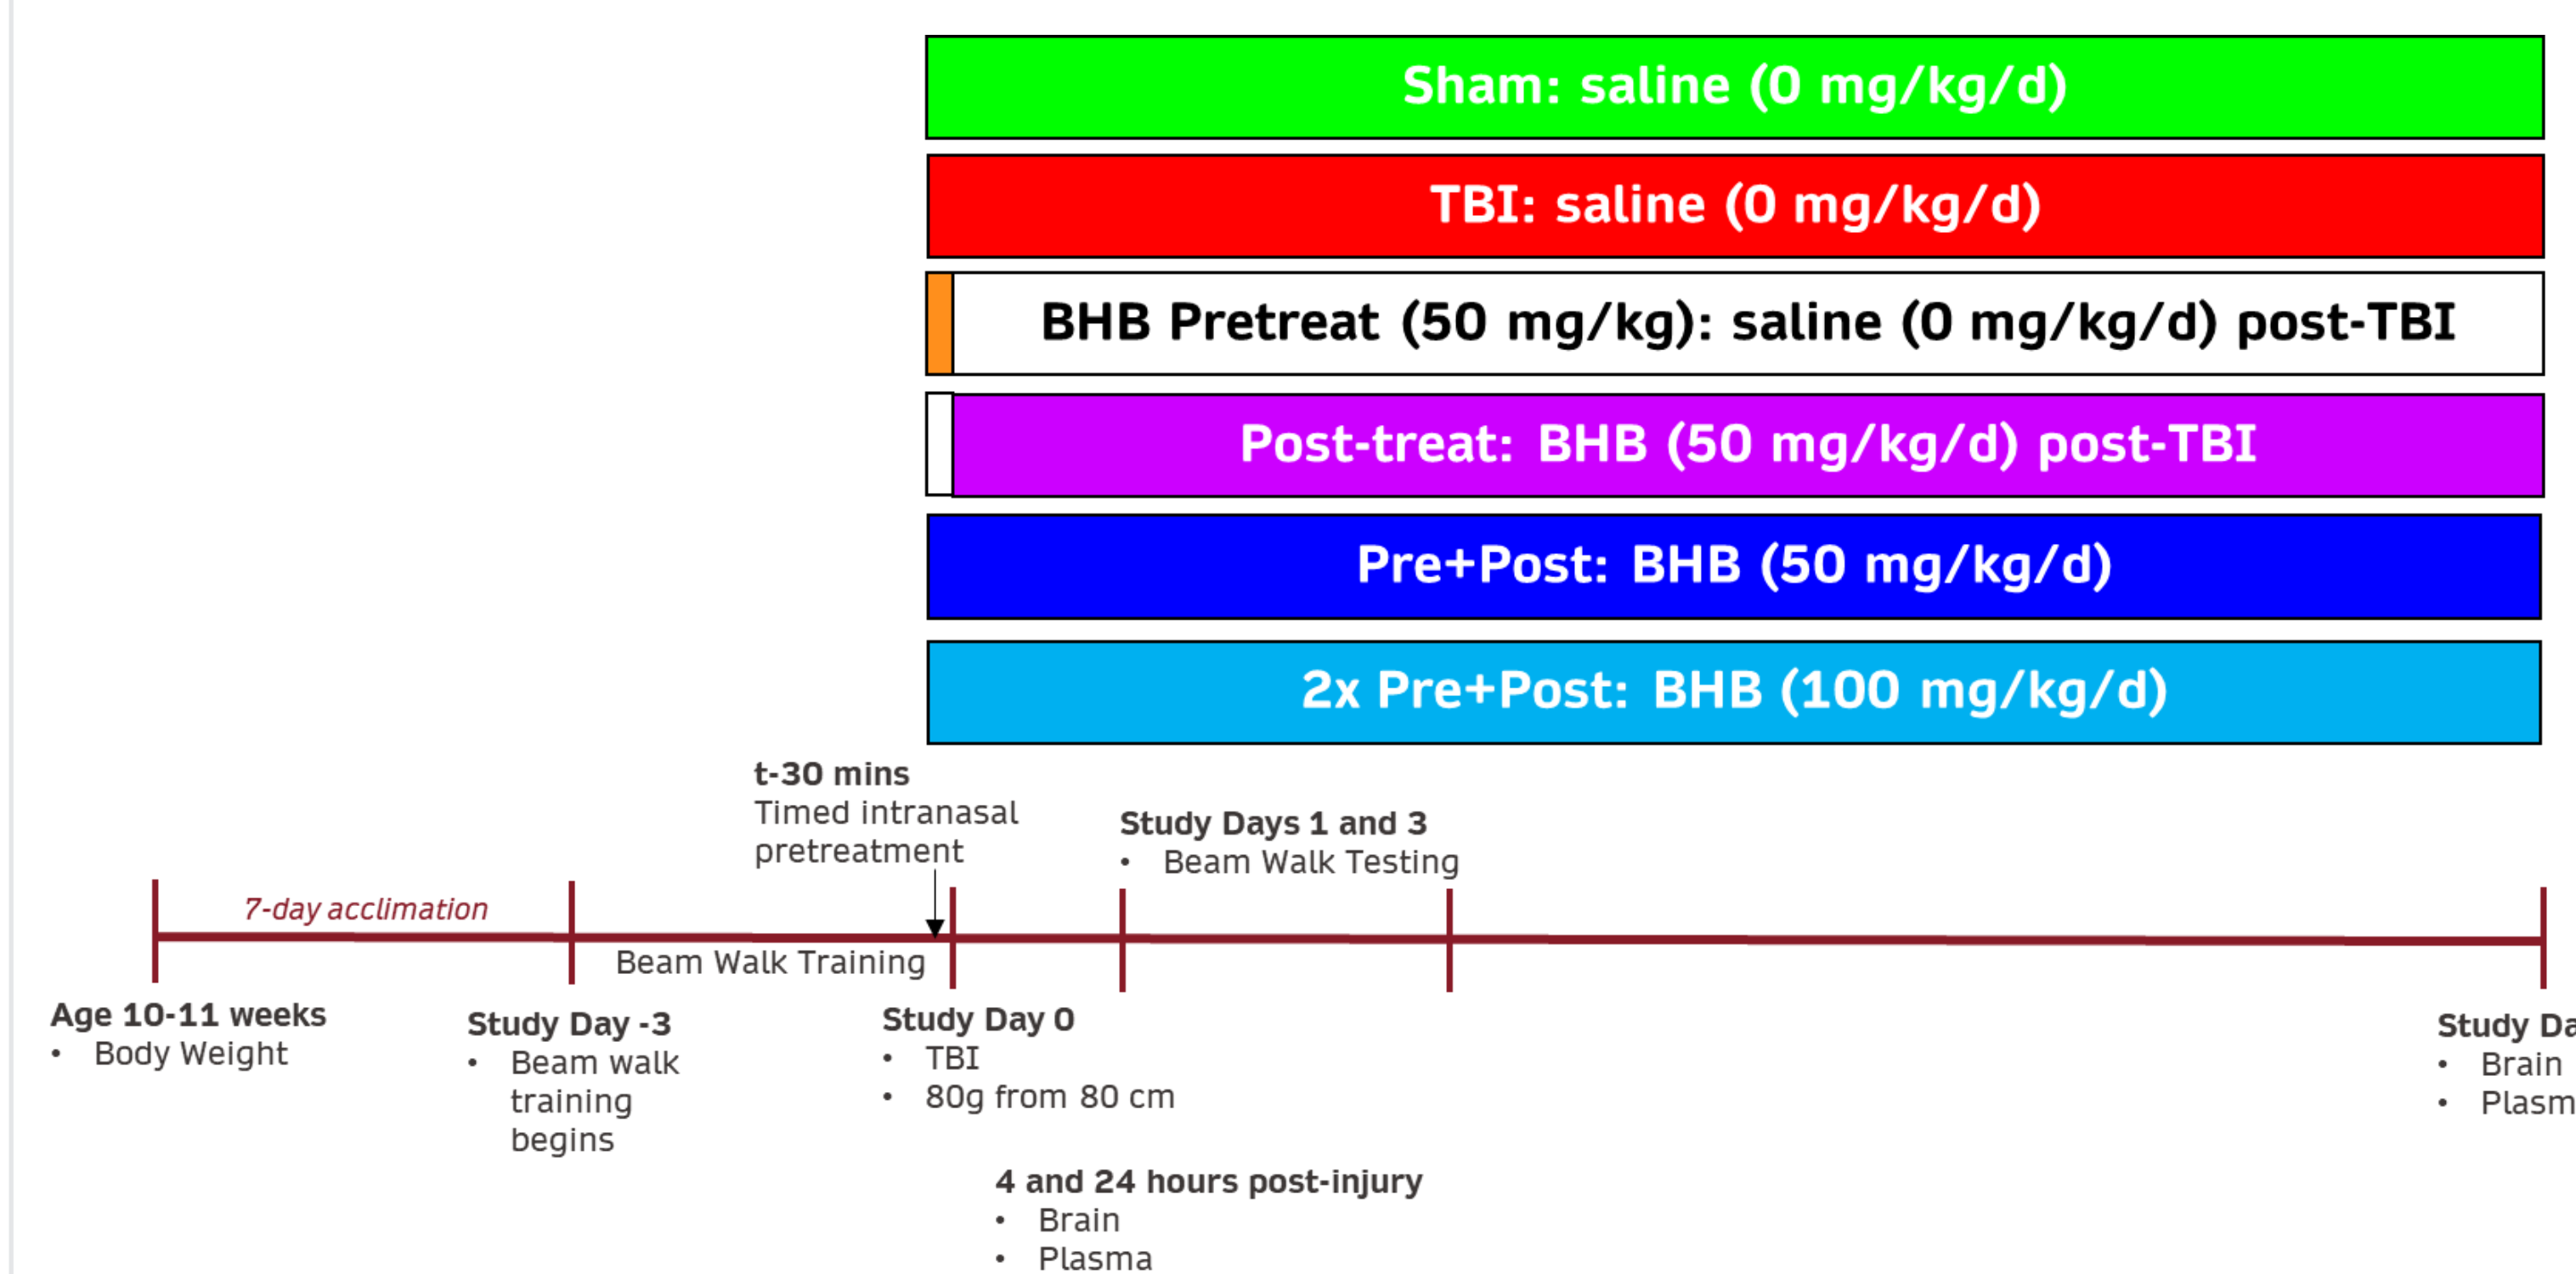 Sham: saline (0 mg/kg/d)
TBI: saline (0 mg/kg/d)
BHB Pretreat (50 mg/kg): saline (0 mg/kg/d) post-TBI
Post-treat: BHB (50 mg/kg/d) post-TBI
Pre+Post: BHB (50 mg/kg/d)
2x Pre+Post: BHB (100 mg/kg/d)
t-30 mins
Timed intranasal
pretreatment
Study Days 1 and 3
• Beam Walk Testing
7-day acclimation
Beam Walk Training
Age 10-11 weeks
• Body Weight
Study Day -3
• Beam walk
training
begins
Study Day 0
• TBI
• 80g from 80 cm
4 and 24 hours post-injury
• Brain
• Plasma
Study
• Brain
•